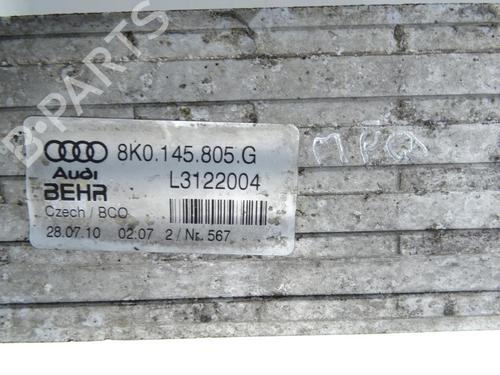 B-PARTS
8K0.145.805.G
Audi
BEHR
L3122004
Czech / BCO
28.07.10 02:07 2 / Nr. 567